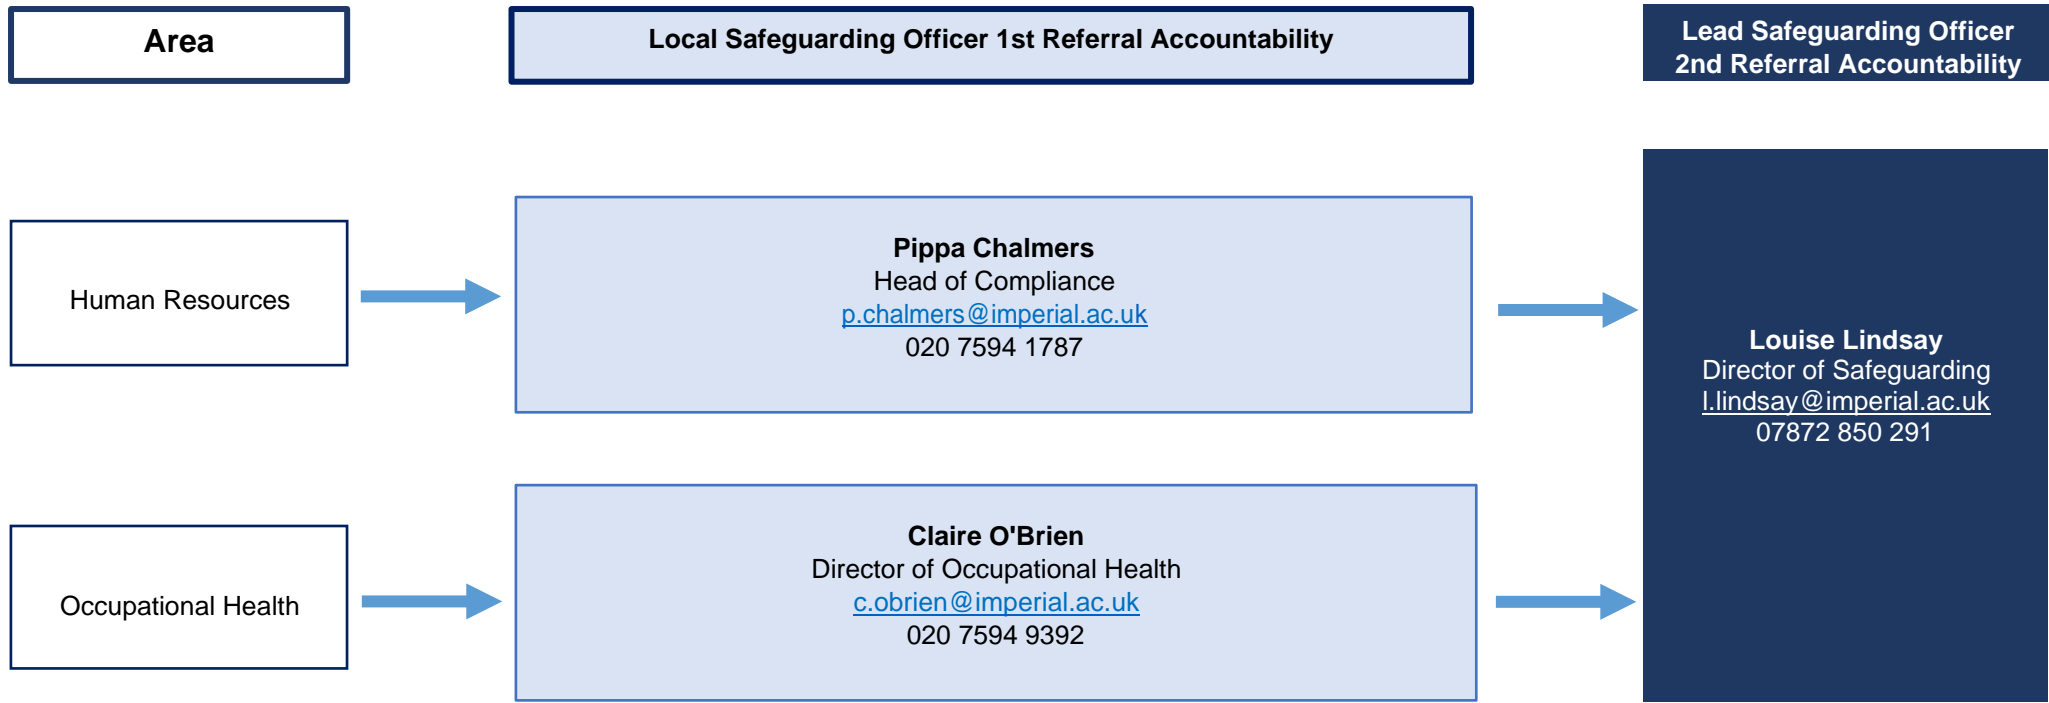 Area
Local Safeguarding Officer 1st Referral Accountability
Lead Safeguarding Officer
2nd Referral Accountability
Human Resources
Pippa Chalmers
Head of Compliance
p.chalmers@imperial.ac.uk
020 7594 1787
Occupational Health
Claire O'Brien
Director of Occupational Health
c.obrien@imperial.ac.uk
020 7594 9392
Louise Lindsay
Director of Safeguarding
l.lindsay@imperial.ac.uk
07872 850 291